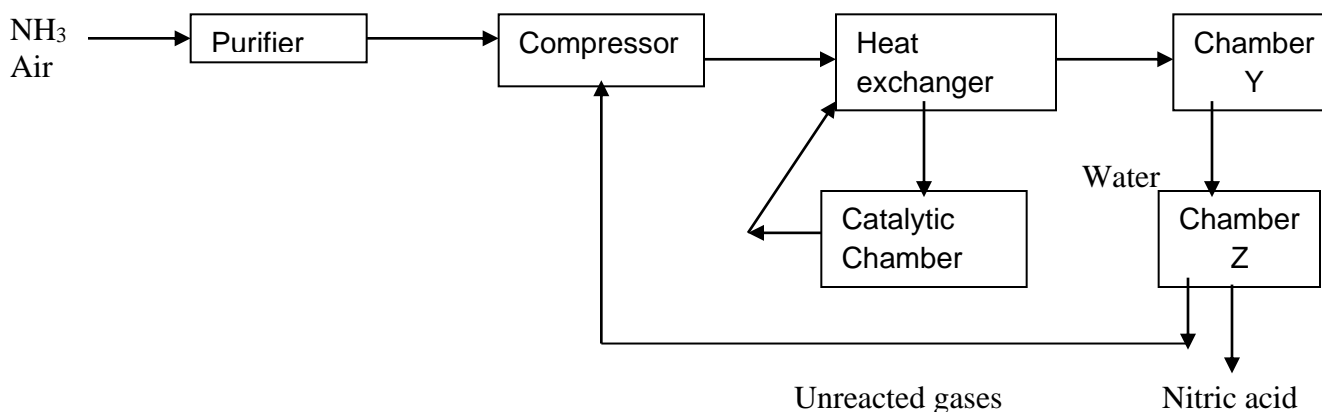 NH₃
Air
Purifier
Compressor
Heat
exchanger
Chamber
Y
Water
Catalytic
Chamber
Chamber
Z
Unreacted gases
Nitric acid